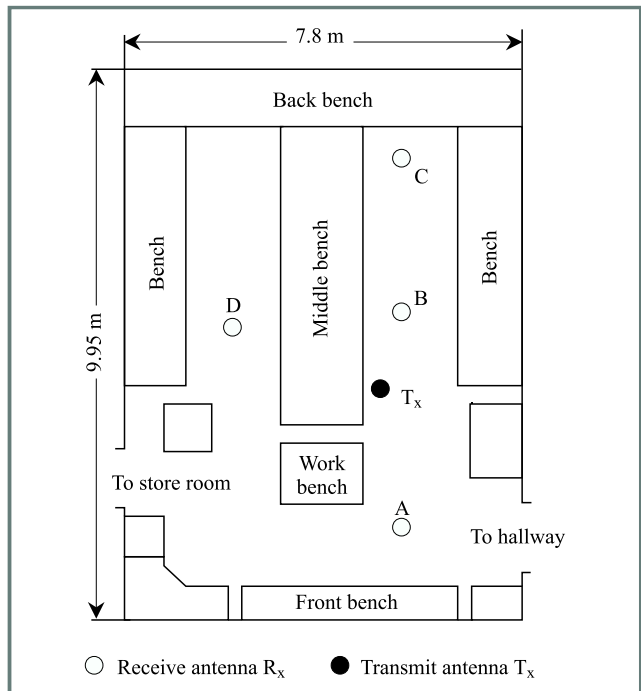 7.8 m
Back bench
C
Bench
Middle bench
Bench
B
D
9.95 m
Tx
Work
bench
To store room
A
To hallway
Front bench
Receive antenna Rx
Transmit antenna Tx